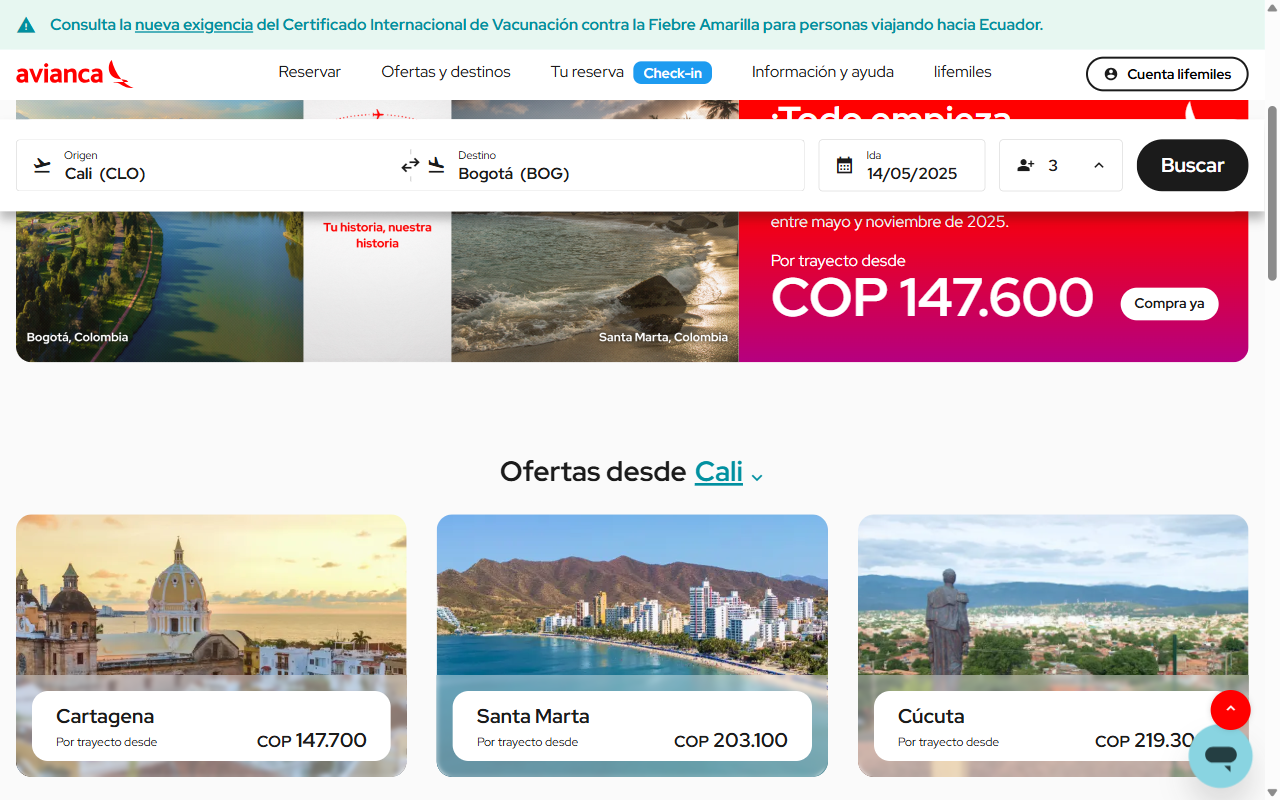 Consulta la nueva exigencia del Certificado Internacional de Vacunación contra la Fiebre Amarilla para personas viajando hacia Ecuador.
avianca
Reservar
Ofertas y destinos
Tu reserva
Check-in
Información y ayuda
lifemiles
Cuenta lifemiles
¡Todo empieza
Origen
Cali (CLO)
Destino
Bogotá (BOG)
Ida
14/05/2025
3
Buscar
Tu historia, nuestra
historia
Bogotá, Colombia
Santa Marta, Colombia
entre mayo y noviembre de 2025.
Por trayecto desde
COP 147.600
Compra ya
Ofertas desde Cali
Cartagena
Por trayecto desde
COP 147.700
Santa Marta
Por trayecto desde
COP 203.100
Cúcuta
Por trayecto desde
COP 219.30